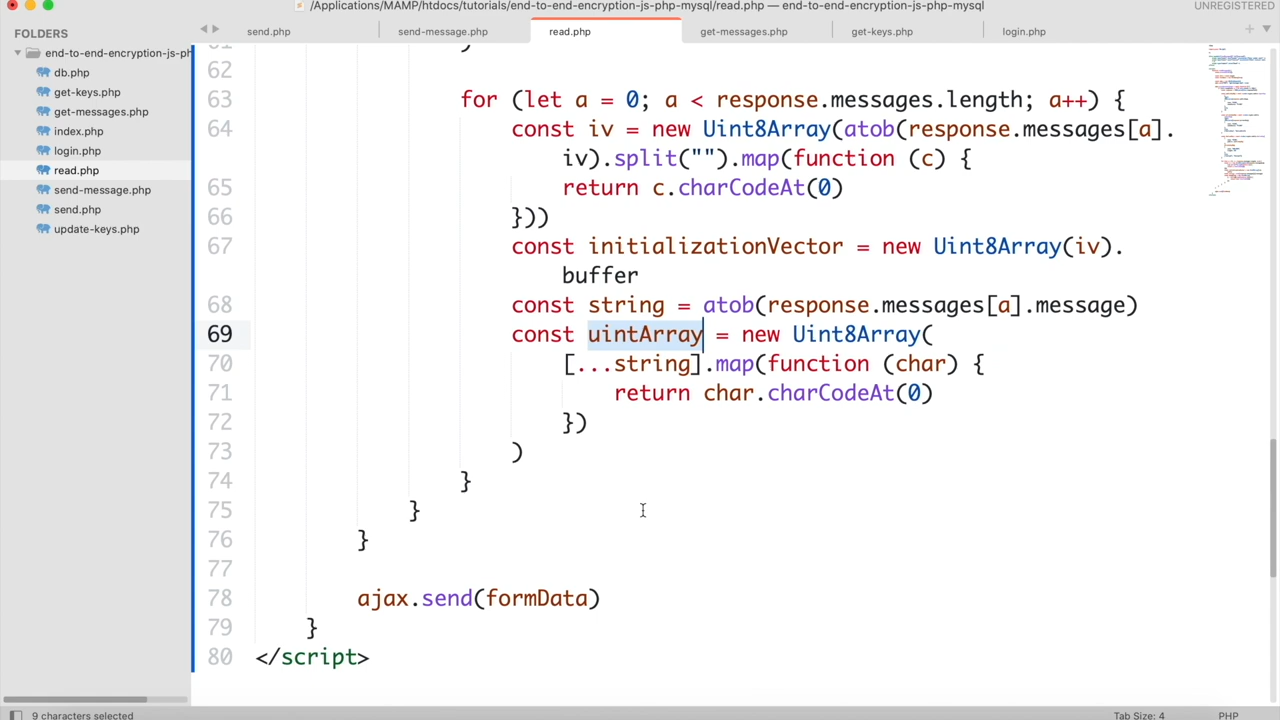 /Applications/MAMP/htdocs/tutorials/end-to-end-encryption-js-php-mysql/read.php — end-to-end-encryption-js-php-mysql
UNREGISTERED
FOLDERS
end-to-end-encryption-js-ph
db.php
get-keys.php
get-messages.php
index.php
login.php
read.php
send-message.php
send.php
update-keys.php
send.php
send-message.php
read.php
get-messages.php
get-keys.php
login.php
61 }
62
63 for (let a = 0; a < response.messages.length; a++) {
64 const iv = new Uint8Array(atob(response.messages[a].
iv).split("").map(function (c) {
65 return c.charCodeAt(0)
66 }))
67 const initializationVector = new Uint8Array(iv).
buffer
68 const string = atob(response.messages[a].message)
69 const uintArray = new Uint8Array(
70 [...string].map(function (char) {
71 return char.charCodeAt(0)
72 })
73 )
74 }
75 }
76 }
77
78 ajax.send(formData)
79 }
80 </script>
9 characters selected
Tab Size: 4
PHP